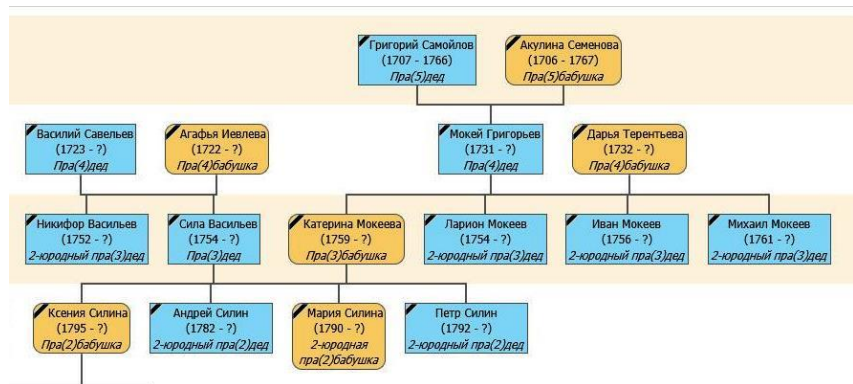 Григорий Самойлов
(1707 - 1766)
Пра(5)дед
Акулина Семенова
(1706 - 1767)
Пра(5)бабушка
Василий Савельев
(1723 - ?)
Пра(4)дед
Агафья Иевлева
(1722 - ?)
Пра(4)бабушка
Мокей Григорьев
(1731 - ?)
Пра(4)дед
Дарья Терентьева
(1732 - ?)
Пра(4)бабушка
Никифор Васильев
(1752 - ?)
2-юродный пра(3)дед
Сила Васильев
(1754 - ?)
Пра(3)дед
Катерина Мокеева
(1759 - ?)
Пра(3)бабушка
Ларион Мокеев
(1754 - ?)
2-юродный пра(3)дед
Иван Мокеев
(1756 - ?)
2-юродный пра(3)дед
Михаил Мокеев
(1761 - ?)
2-юродный пра(3)дед
Ксения Силина
(1795 - ?)
Пра(2)бабушка
Андрей Силин
(1782 - ?)
2-юродный пра(2)дед
Мария Силина
(1790 - ?)
2-юродная
пра(2)бабушка
Петр Силин
(1792 - ?)
2-юродный пра(2)дед